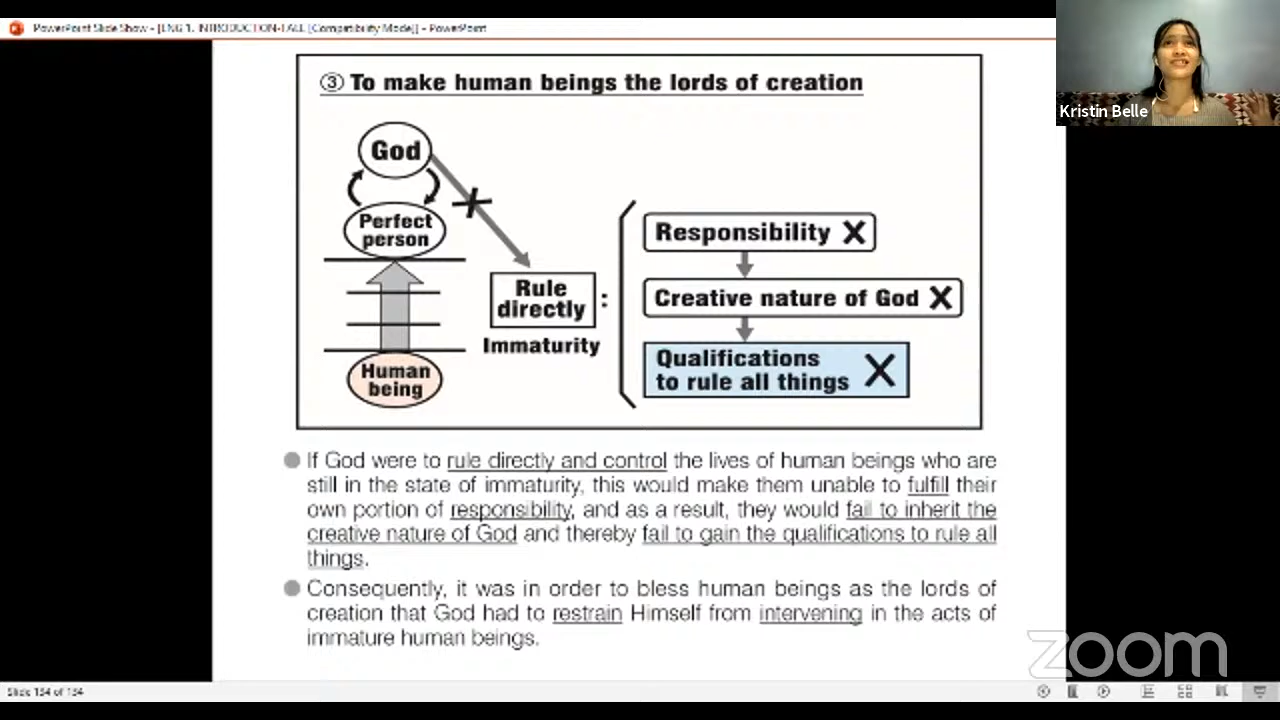 PowerPoint Slide Show - [ENG 1. INTRODUCTION-FALL [Compatibility Mode]] - PowerPoint
Kristin Belle
③ To make human beings the lords of creation
God
Perfect
person
Human
being
Rule
directly
:
Immaturity
Responsibility X
Creative nature of God X
Qualifications
to rule all things X
If God were to rule directly and control the lives of human beings who are
still in the state of immaturity, this would make them unable to fulfill their
own portion of responsibility, and as a result, they would fail to inherit the
creative nature of God and thereby fail to gain the qualifications to rule all
things.
Consequently, it was in order to bless human beings as the lords of
creation that God had to restrain Himself from intervening in the acts of
immature human beings.
zoom
Slide 134 of 134